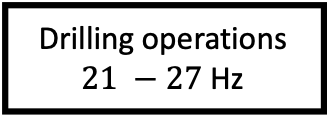 Drilling operations
21 − 27 Hz